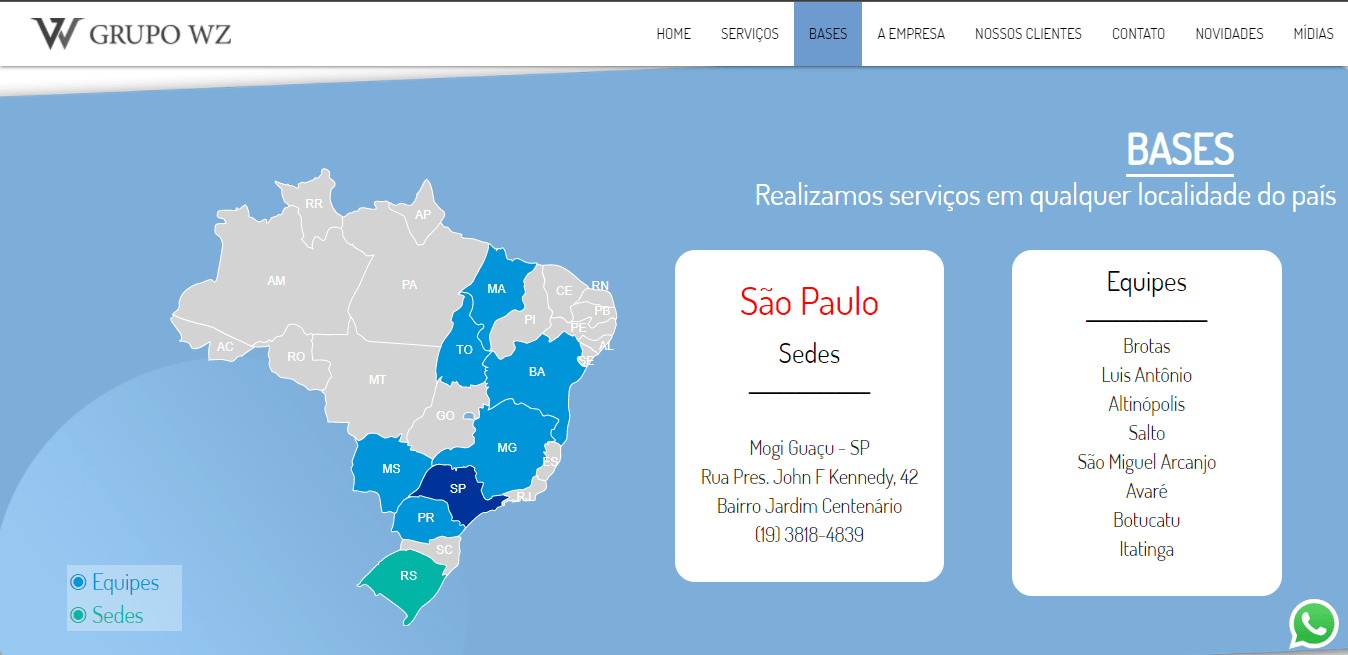 GRUPO WZ
HOME SERVIÇOS BASES A EMPRESA NOSSOS CLIENTES CONTATO NOVIDADES MÍDIAS
BASES
Realizamos serviços em qualquer localidade do país
RR
AP
AM
PA
MA
CE
RN
PB
PI
PE
AL
SE
AC
RO
TO
BA
MT
GO
MG
ES
MS
SP
RJ
PR
SC
RS
Equipes
Sedes
São Paulo
Sedes
Mogi Guaçu - SP
Rua Pres. John F Kennedy, 42
Bairro Jardim Centenário
(19) 3818-4839
Equipes
Brotas
Luis Antônio
Altinópolis
Salto
São Miguel Arcanjo
Avaré
Botucatu
Itatinga